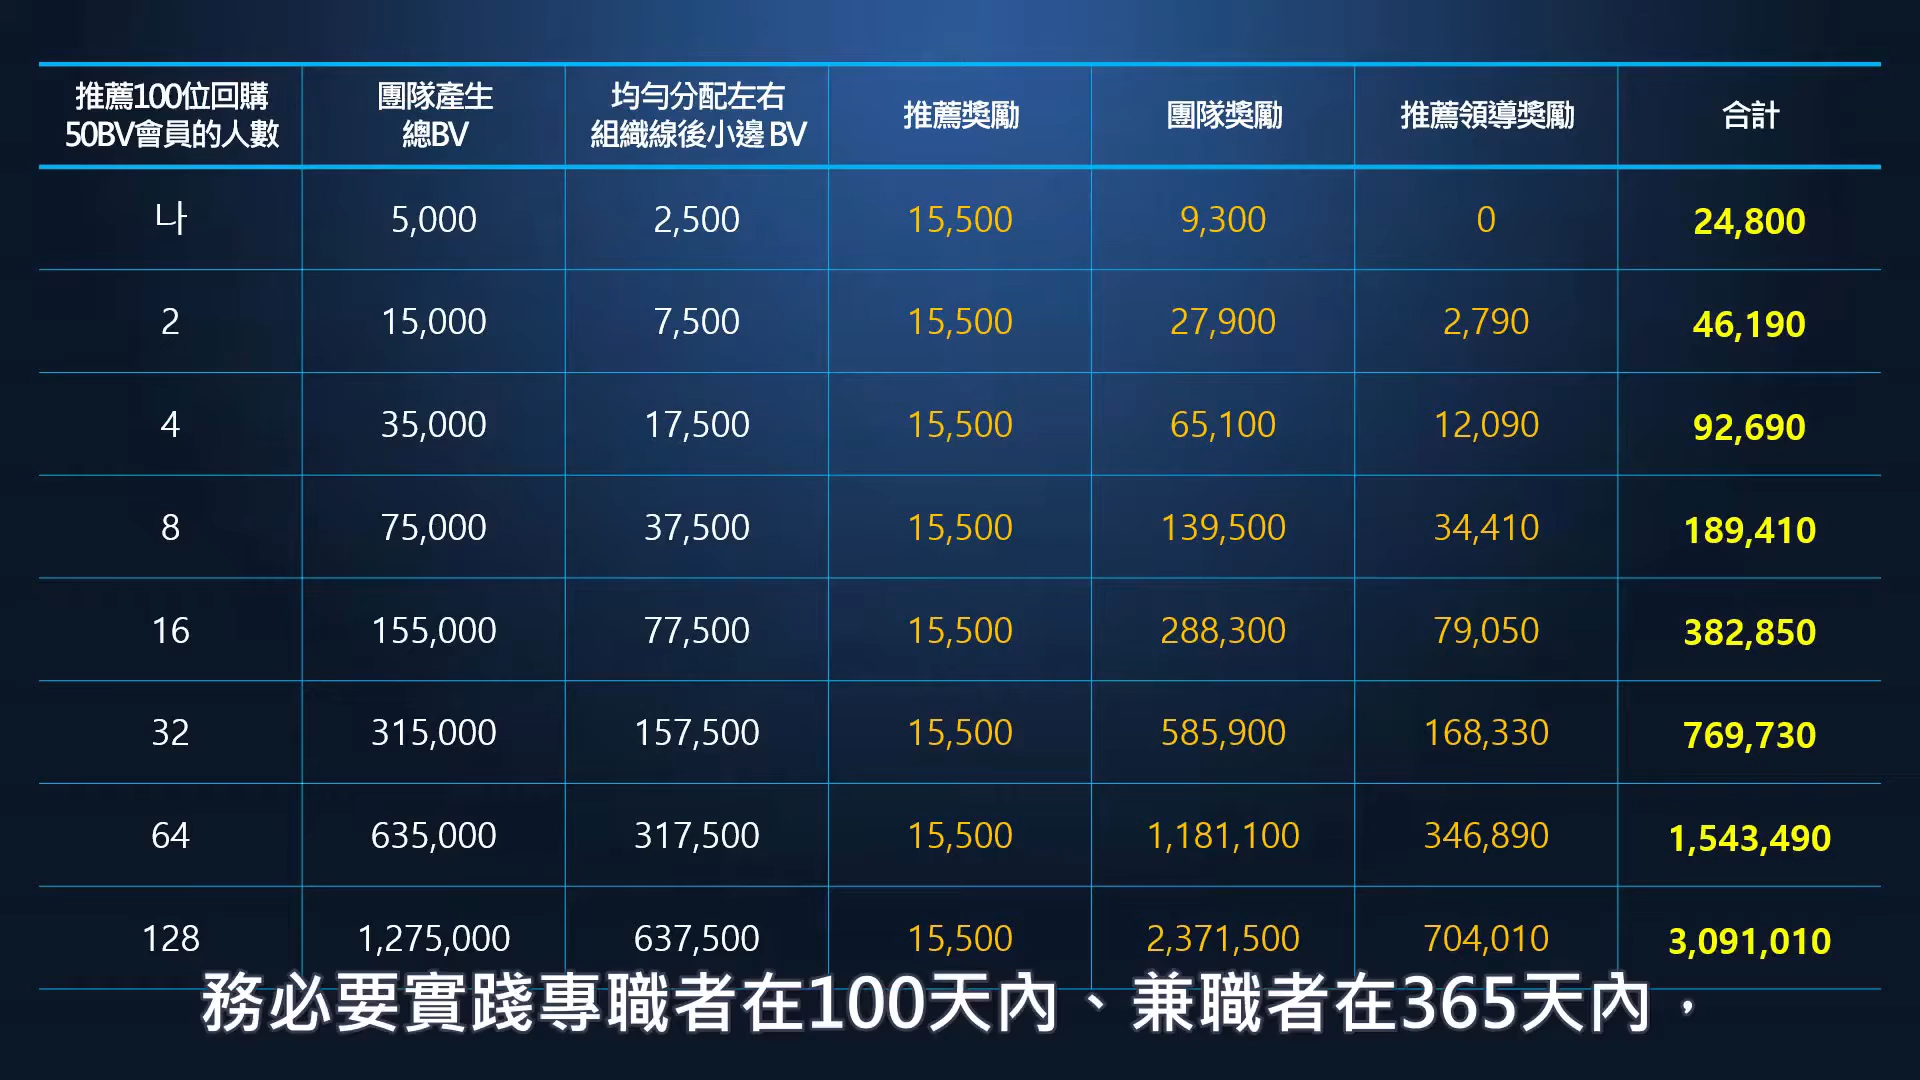 推薦100位回購
50BV會員的人數
團隊產生
總BV
均勻分配左右
組織線後小邊 BV
推薦獎勵
團隊獎勵
推薦領導獎勵
合計
나 5,000 2,500 15,500 9,300 0 24,800
2 15,000 7,500 15,500 27,900 2,790 46,190
4 35,000 17,500 15,500 65,100 12,090 92,690
8 75,000 37,500 15,500 139,500 34,410 189,410
16 155,000 77,500 15,500 288,300 79,050 382,850
32 315,000 157,500 15,500 585,900 168,330 769,730
64 635,000 317,500 15,500 1,181,100 346,890 1,543,490
128 1,275,000 637,500 15,500 2,371,500 704,010 3,091,010
務必要實踐專職者在100天內、兼職者在365天內，